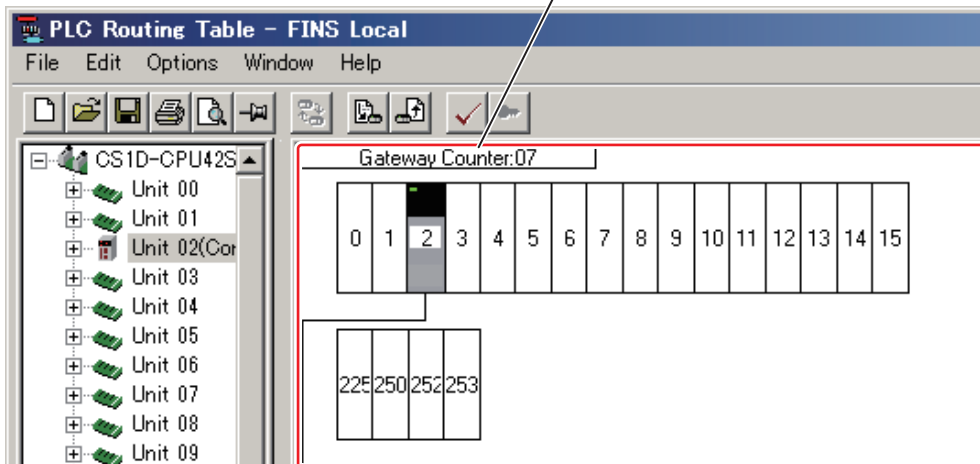 PLC Routing Table - FINS Local
File Edit Options Window Help
CS1D-CPU42S
Unit 00
Unit 01
Unit 02(Cor
Unit 03
Unit 04
Unit 05
Unit 06
Unit 07
Unit 08
Unit 09
Gateway Counter:07
0 1 2 3 4 5 6 7 8 9 10 11 12 13 14 15
225 250 252 253